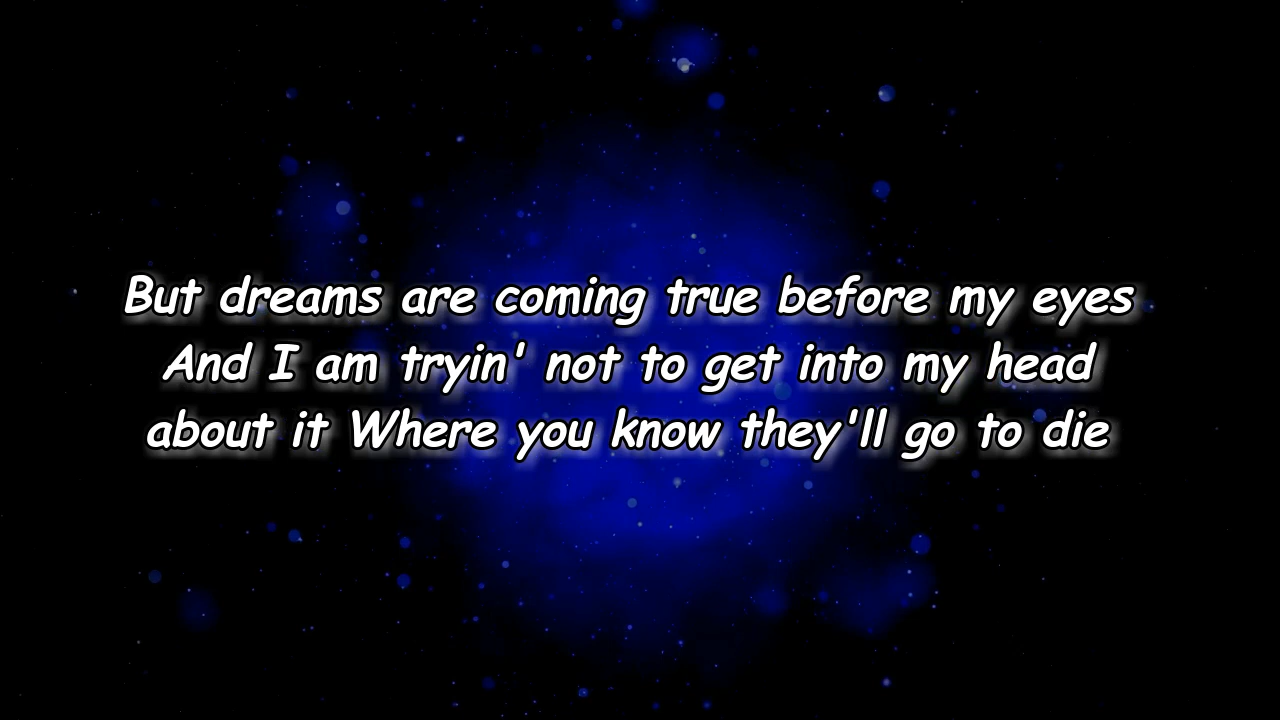 But dreams are coming true before my eyes
And I am tryin' not to get into my head
about it Where you know they'll go to die